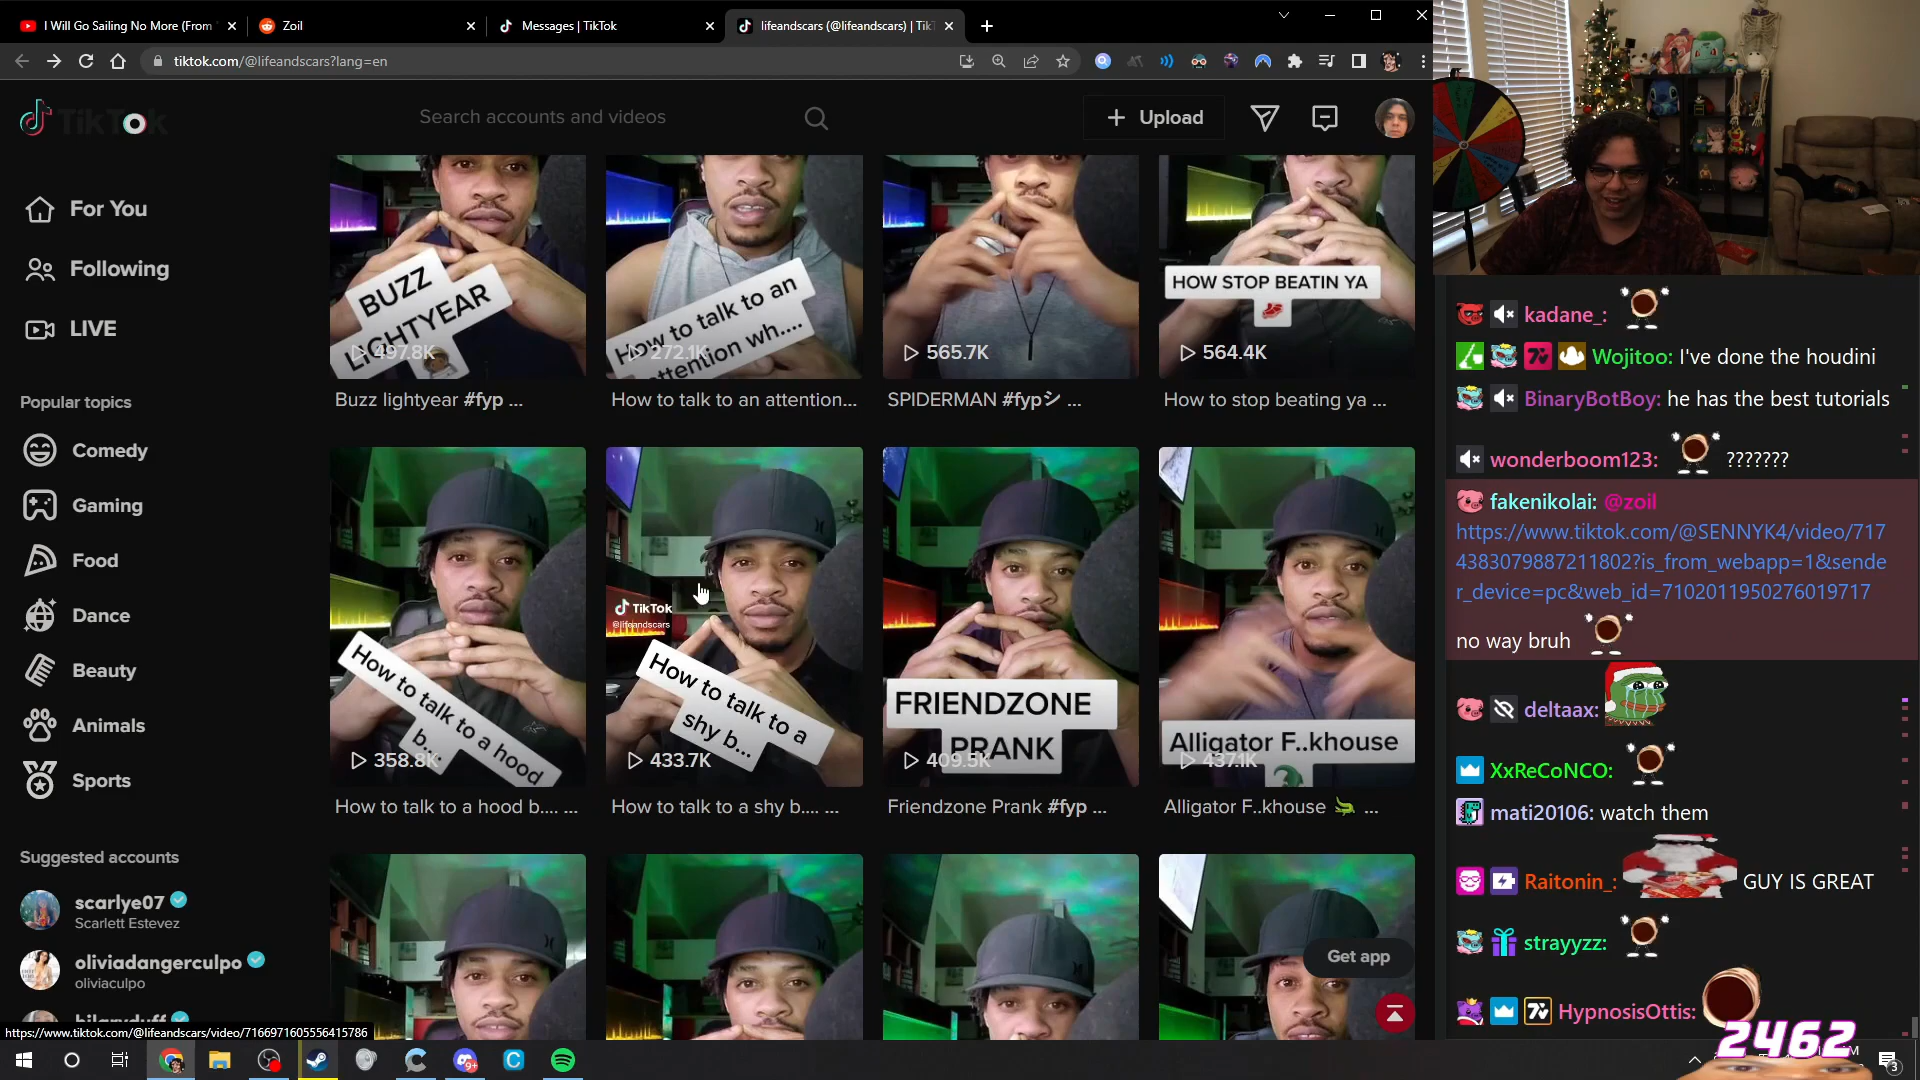 I Will Go Sailing No More (From
Zoil
Messages | TikTok
lifeandscars (@lifeandscars) | Tik
tiktok.com/@lifeandscars?lang=en
TikTok
Search accounts and videos
Upload
For You
Following
LIVE
Popular topics
Comedy
Gaming
Food
Dance
Beauty
Animals
Sports
Suggested accounts
scarlye07
Scarlett Estevez
oliviadangerculpo
oliviaculpo
hilaryduff
https://www.tiktok.com/@lifeandscars/video/7166971605556415786
BUZZ
LIGHTYEAR
497.8K
Buzz lightyear #fyp ...
How to talk to an
attention wh....
272.1K
How to talk to an attention...
565.7K
SPIDERMAN #fypシ ...
HOW STOP BEATIN YA
564.4K
How to stop beating ya ...
How to talk to a hood
b...
358.8K
How to talk to a hood b.... ...
TikTok
@lifeandscars
How to talk to a
shy b...
433.7K
How to talk to a shy b.... ...
FRIENDZONE
PRANK
409.5K
Friendzone Prank #fyp ...
Alligator F..khouse
437.1K
Alligator F..khouse ...
Get app
kadane_:
Wojitoo: I've done the houdini
BinaryBotBoy: he has the best tutorials
wonderboom123: ???????
fakenikolai: @zoil
https://www.tiktok.com/@SENNYK4/video/717
4383079887211802?is_from_webapp=1&sende
r_device=pc&web_id=7102011950276019717
no way bruh
deltaax:
XxReCoNCO:
mati20106: watch them
Raitonin_: GUY IS GREAT
strayyzz:
HypnosisOttis:
2462
9+
3